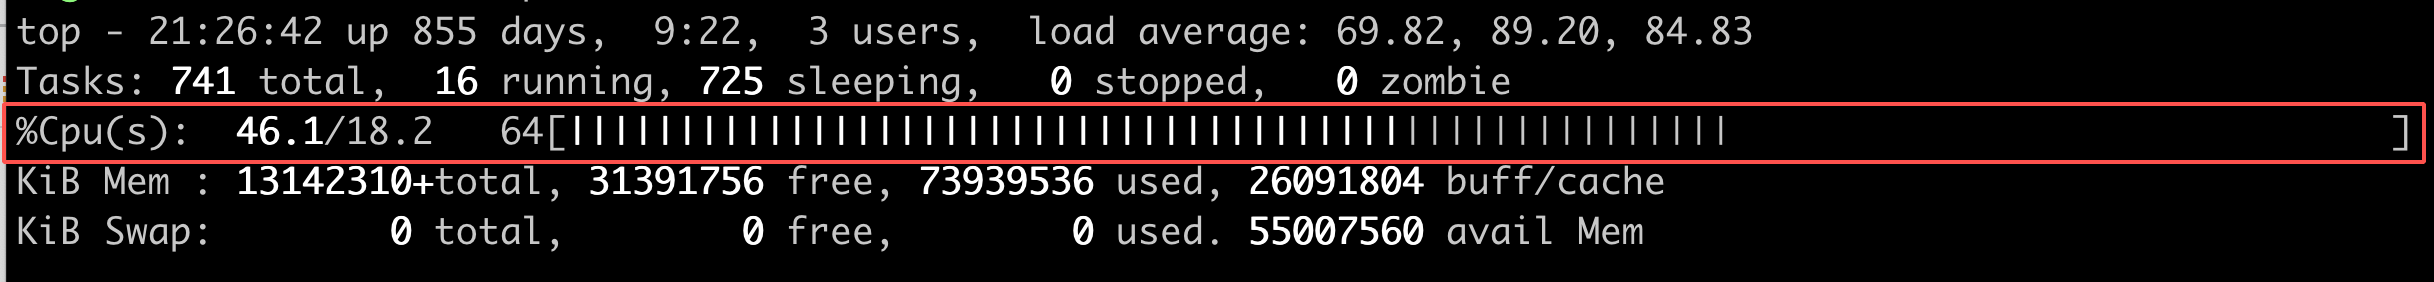 top - 21:26:42 up 855 days,  9:22,  3 users,  load average: 69.82, 89.20, 84.83
Tasks: 741 total,  16 running, 725 sleeping,   0 stopped,   0 zombie
%Cpu(s):  46.1/18.2   64[|||||||||||||||||||||||||||||||||||||||||||||||||||||                              ]
KiB Mem : 13142310+total, 31391756 free, 73939536 used, 26091804 buff/cache
KiB Swap:        0 total,        0 free,        0 used. 55007560 avail Mem